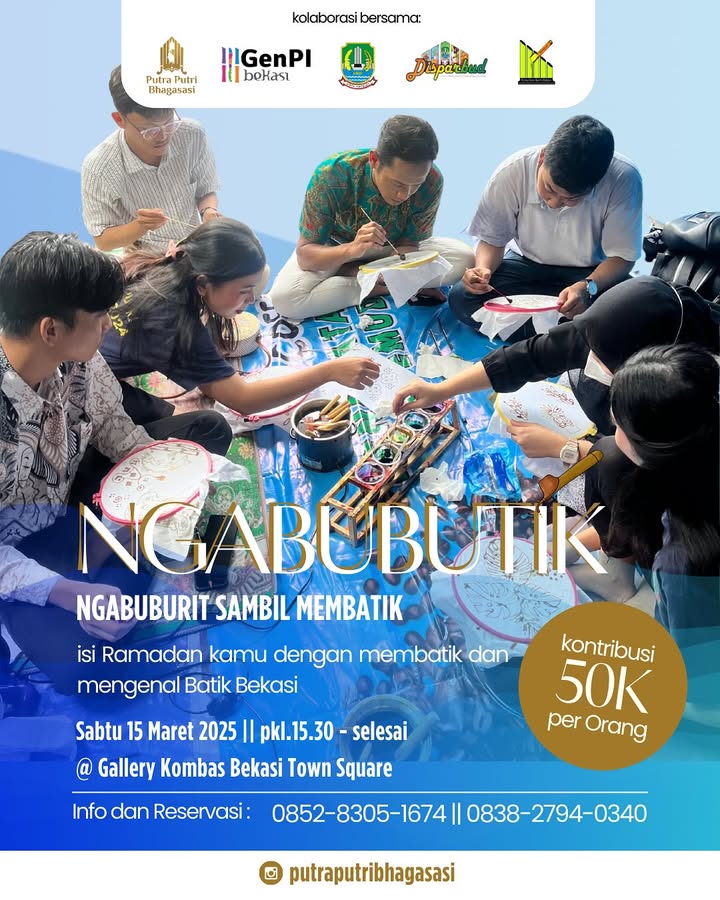 kolaborasi bersama:
Putra Putri
Bhagasasi
GenPI
bekasi
Disparbud
NGABUBUTIK
NGABUBURIT SAMBIL MEMBATIK
isi Ramadan kamu dengan membatik dan
mengenal Batik Bekasi
kontribusi
50K
per Orang
Sabtu 15 Maret 2025 || pkl.15.30 - selesai
@ Gallery Kombas Bekasi Town Square
Info dan Reservasi : 0852-8305-1674 || 0838-2794-0340
putraputribhagasasi